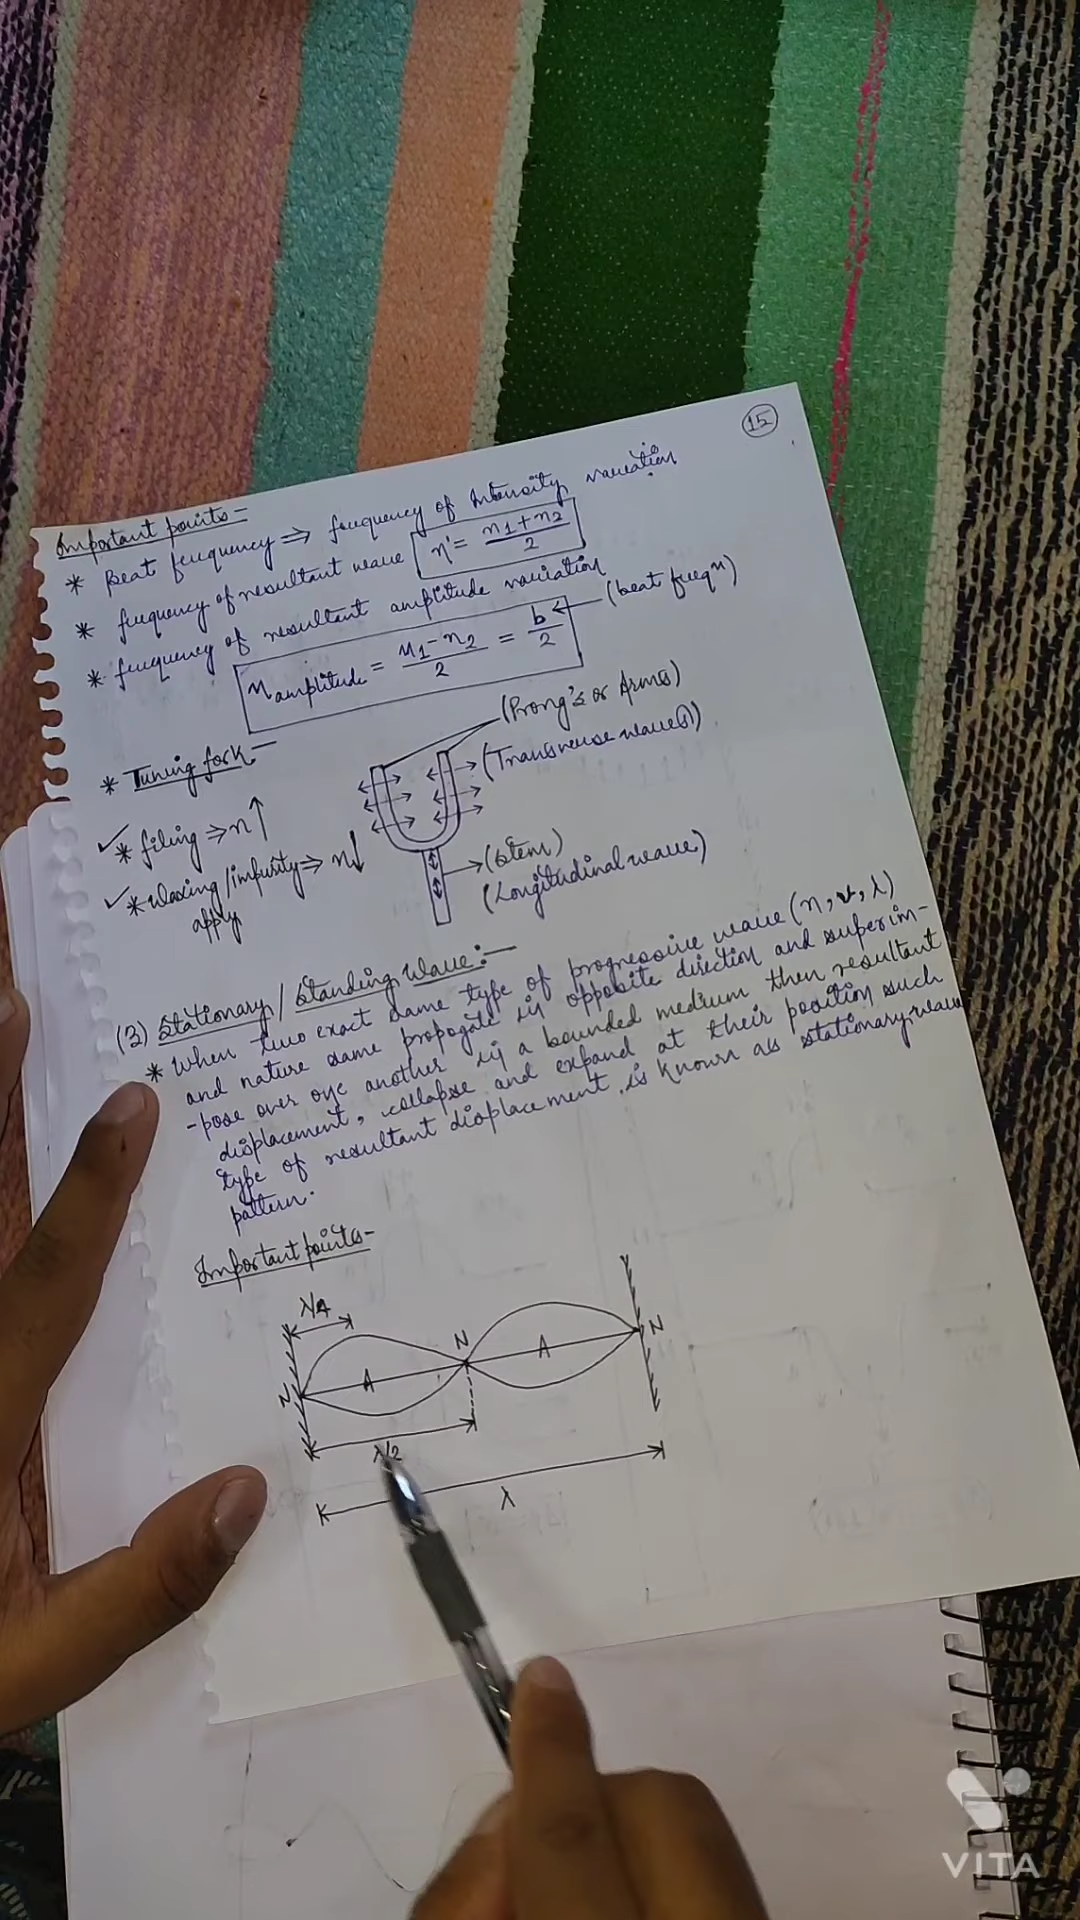 15
Important points:-
* Beat frequency ⇒ frequency of Intensity variation
* frequency of resultant wave n' = n1+n2/2
* frequency of resultant amplitude variation
n amplitude = n1-n2/2 = b/2 ← (beat freqn)
* Tuning fork:-
(Prong's or Arms)
(Transverse waves)
✓* filing ⇒ n↑
✓* waxing/impurity ⇒ n↓
apply
→(stem)
(Longitudinal wave)
(3) Stationary/Standing wave:-
* When two exact same type of progressive wave (n, v, λ)
and nature same propogate in opposite direction and superim-
-pose over one another in a bounded medium then resultant
displacement, collapse and expand at their position such
type of resultant displacement is known as stationary wave
pattern.
Important points:-
λ/4
N A N A N
λ/2
λ
VITA